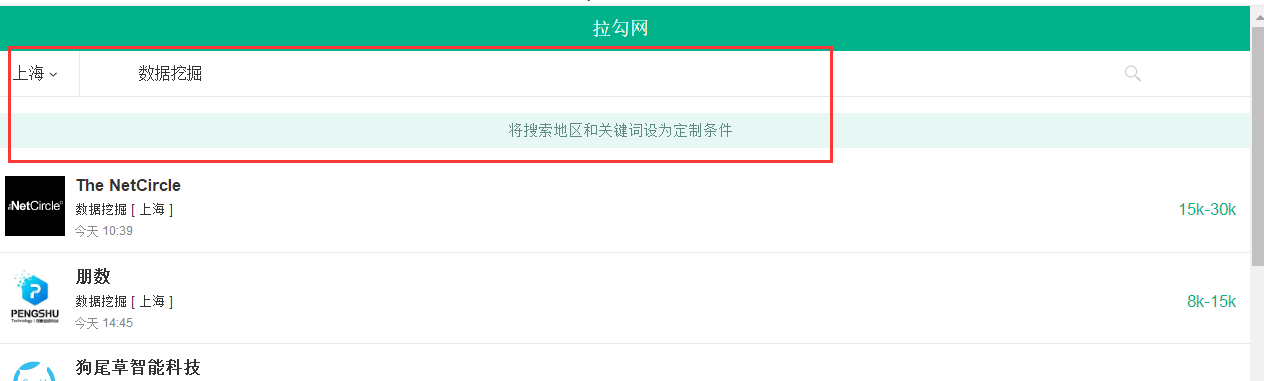 拉勾网
上海 数据挖掘
将搜索地区和关键词设为定制条件
The NetCircle
NetCircle
数据挖掘 [ 上海 ]
今天 10:39
15k-30k
朋数
PENGSHU
数据挖掘 [ 上海 ]
今天 14:45
8k-15k
狗尾草智能科技